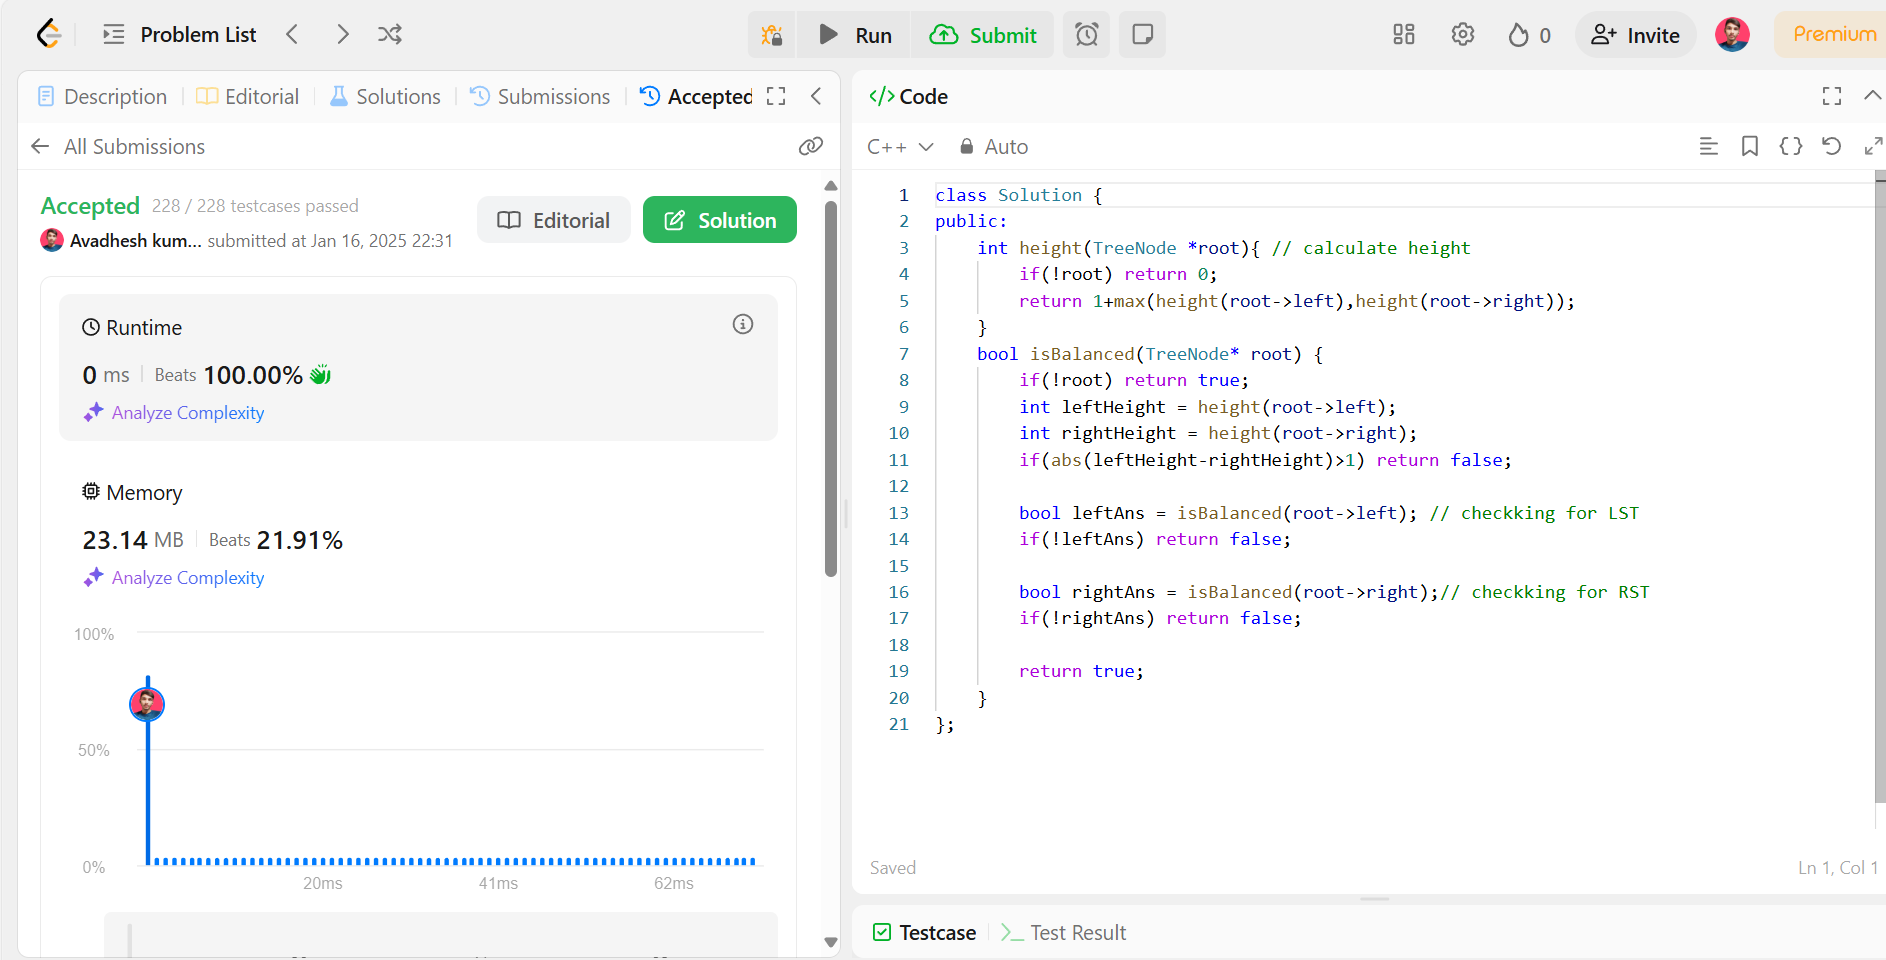 Problem List
Run
Submit
0
Invite
Premium
Description
Editorial
Solutions
Submissions
Accepted
All Submissions
Accepted 228 / 228 testcases passed
Avadhesh kum... submitted at Jan 16, 2025 22:31
Editorial
Solution
Runtime
0 ms Beats 100.00%
Analyze Complexity
Memory
23.14 MB Beats 21.91%
Analyze Complexity
100%
50%
0%
20ms 41ms 62ms
</> Code
C++
Auto
1 class Solution {
2 public:
3 int height(TreeNode *root){ // calculate height
4 if(!root) return 0;
5 return 1+max(height(root->left),height(root->right));
6 }
7 bool isBalanced(TreeNode* root) {
8 if(!root) return true;
9 int leftHeight = height(root->left);
10 int rightHeight = height(root->right);
11 if(abs(leftHeight-rightHeight)>1) return false;
12
13 bool leftAns = isBalanced(root->left); // checkking for LST
14 if(!leftAns) return false;
15
16 bool rightAns = isBalanced(root->right);// checkking for RST
17 if(!rightAns) return false;
18
19 return true;
20 }
21 };
Saved
Ln 1, Col 1
Testcase
Test Result